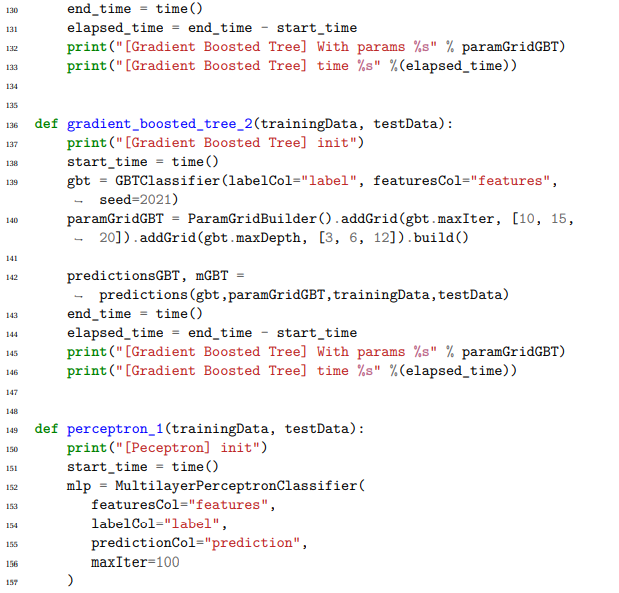 130 end_time = time()
131 elapsed_time = end_time - start_time
132 print("[Gradient Boosted Tree] With params %s" % paramGridGBT)
133 print("[Gradient Boosted Tree] time %s" %(elapsed_time))
134
135
136 def gradient_boosted_tree_2(trainingData, testData):
137 print("[Gradient Boosted Tree] init")
138 start_time = time()
139 gbt = GBTClassifier(labelCol="label", featuresCol="features",
↪ seed=2021)
140 paramGridGBT = ParamGridBuilder().addGrid(gbt.maxIter, [10, 15,
↪ 20]).addGrid(gbt.maxDepth, [3, 6, 12]).build()
141
142 predictionsGBT, mGBT =
↪ predictions(gbt,paramGridGBT,trainingData,testData)
143 end_time = time()
144 elapsed_time = end_time - start_time
145 print("[Gradient Boosted Tree] With params %s" % paramGridGBT)
146 print("[Gradient Boosted Tree] time %s" %(elapsed_time))
147
148
149 def perceptron_1(trainingData, testData):
150 print("[Peceptron] init")
151 start_time = time()
152 mlp = MultilayerPerceptronClassifier(
153 featuresCol="features",
154 labelCol="label",
155 predictionCol="prediction",
156 maxIter=100
157 )